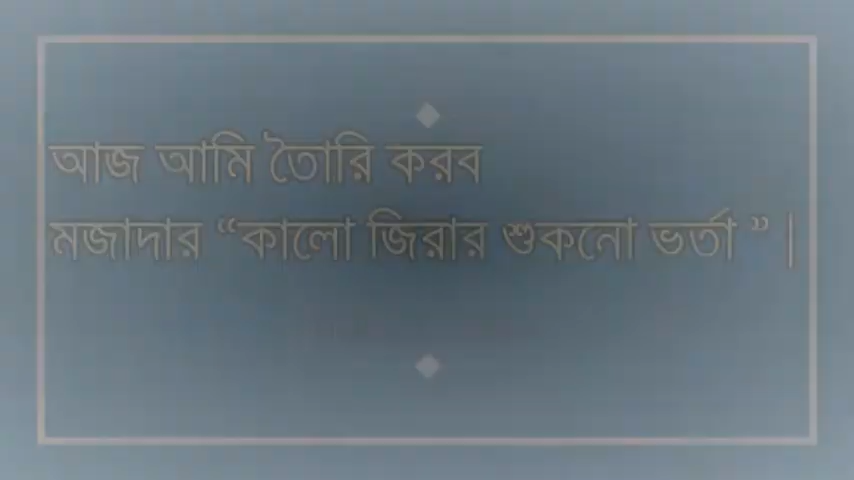 আজ আমি তৈারি করব
মজাদার “কালো জিরার শুকনো ভর্তা ” |